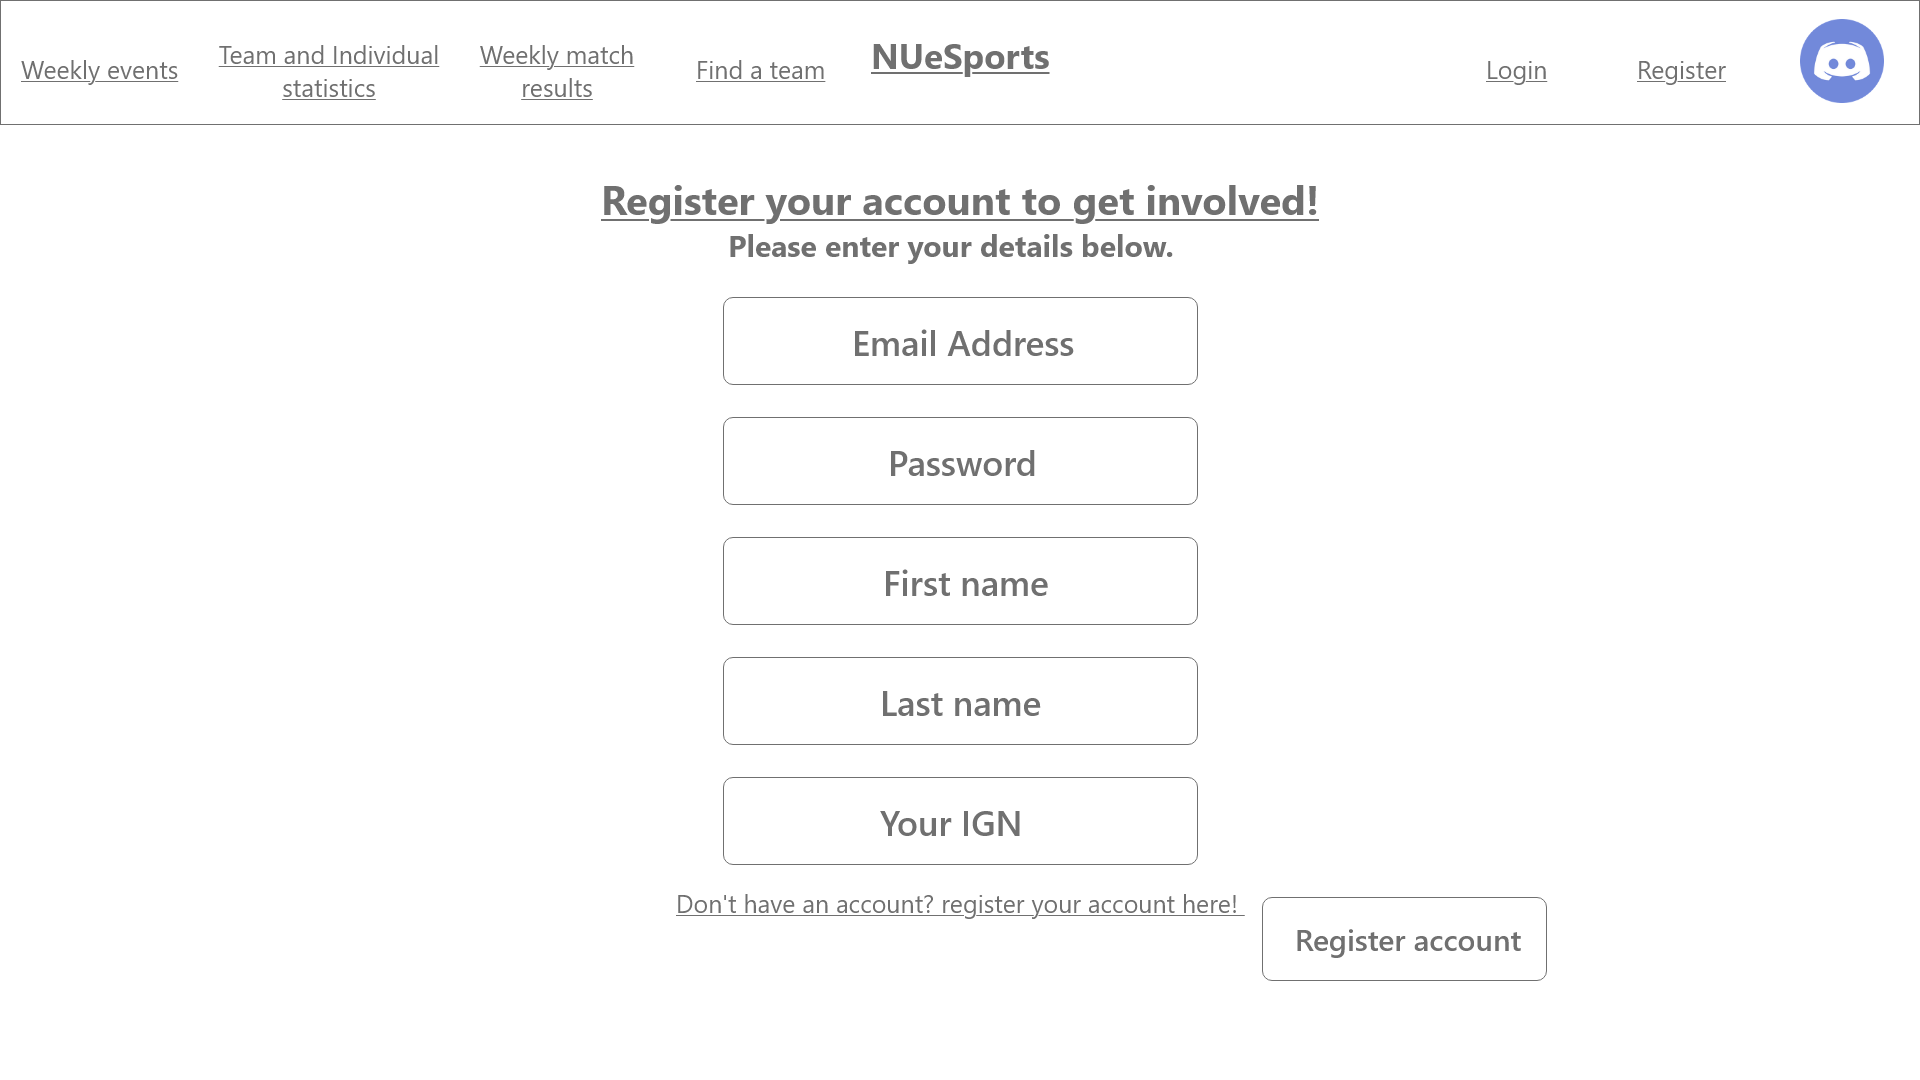 Weekly events
Team and Individual
statistics
Weekly match
results
Find a team
NUeSports
Login
Register
Register your account to get involved!
Please enter your details below.
Email Address
Password
First name
Last name
Your IGN
Don't have an account? register your account here!
Register account